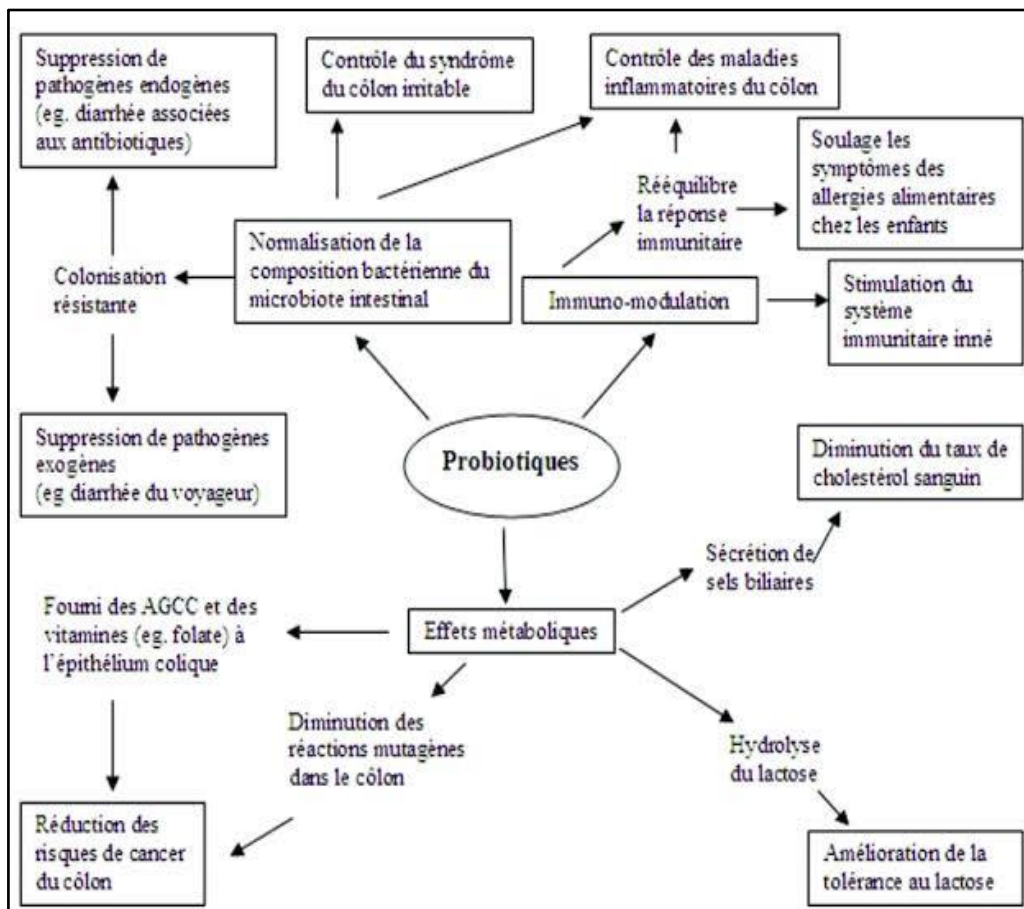 Suppression de
pathogènes endogènes
(eg. diarrhée associées
aux antibiotiques)
Contrôle du syndrôme
du côlon irritable
Contrôle des maladies
inflammatoires du côlon
Soulage les
symptômes des
allergies alimentaires
chez les enfants
Rééquilibre
la réponse
immunitaire
Normalisation de la
composition bactérienne du
microbiote intestinal
Colonisation
résistante
Immuno-modulation
Stimulation du
système
immunitaire inné
Suppression de pathogènes
exogènes
(eg diarrhée du voyageur)
Probiotiques
Diminution du taux de
cholestérol sanguin
Sécrétion de
sels biliaires
Fourni des AGCC et des
vitamines (eg. folate) à
l'épithélium colique
Effets métaboliques
Diminution des
réactions mutagènes
dans le côlon
Hydrolyse
du lactose
Réduction des
risques de cancer
du côlon
Amélioration de la
tolérance au lactose